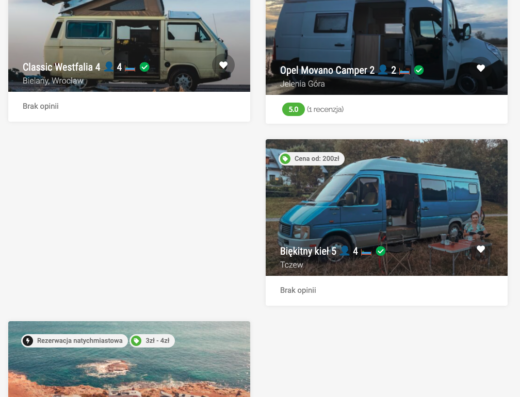 Classic Westfalia 4 4
Bielany, Wrocław
Brak opinii
Opel Movano Camper 2 2
Jelenia Góra
5.0 (1 recenzja)
Cena od: 200zł
Błękitny kieł 5 4
Tczew
Brak opinii
Rezerwacja natychmiastowa 3zł - 4zł